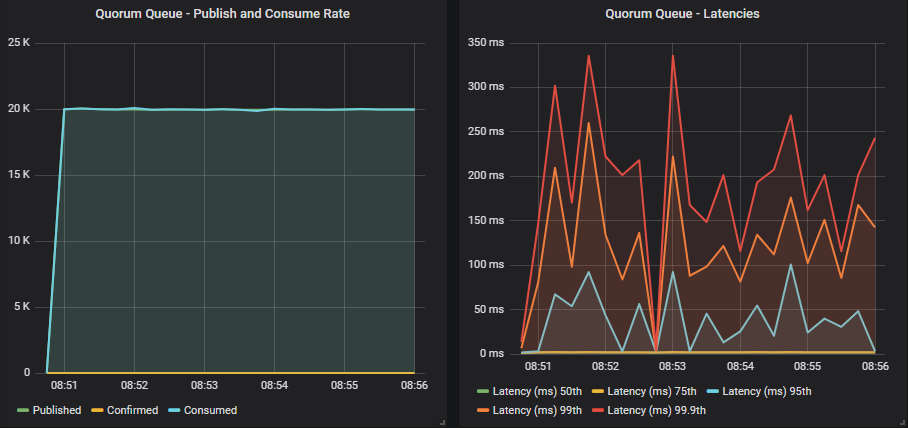 Quorum Queue - Publish and Consume Rate
25 K
20 K
15 K
10 K
5 K
0
08:51 08:52 08:53 08:54 08:55 08:56
Published Confirmed Consumed
Quorum Queue - Latencies
350 ms
300 ms
250 ms
200 ms
150 ms
100 ms
50 ms
0 ms
08:51 08:52 08:53 08:54 08:55 08:56
Latency (ms) 50th Latency (ms) 75th Latency (ms) 95th
Latency (ms) 99th Latency (ms) 99.9th